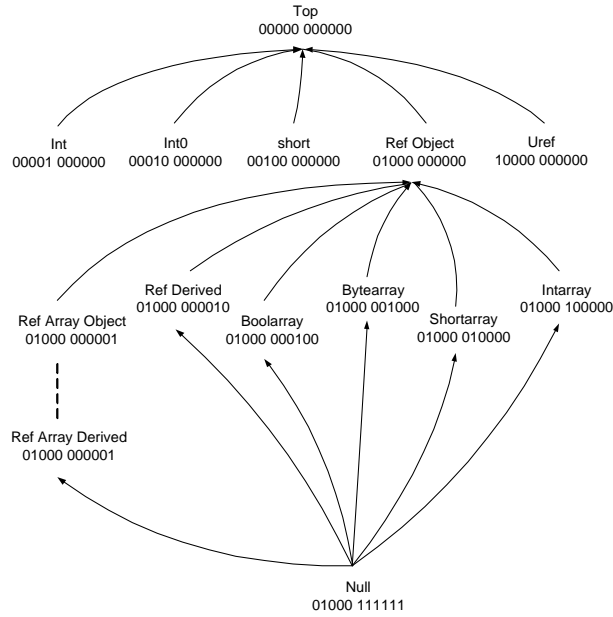 Top
00000 000000
Int
00001 000000
Int0
00010 000000
short
00100 000000
Ref Object
01000 000000
Uref
10000 000000
Ref Array Object
01000 000001
Ref Derived
01000 000010
Boolarray
01000 000100
Bytearray
01000 001000
Shortarray
01000 010000
Intarray
01000 100000
Ref Array Derived
01000 000001
Null
01000 111111